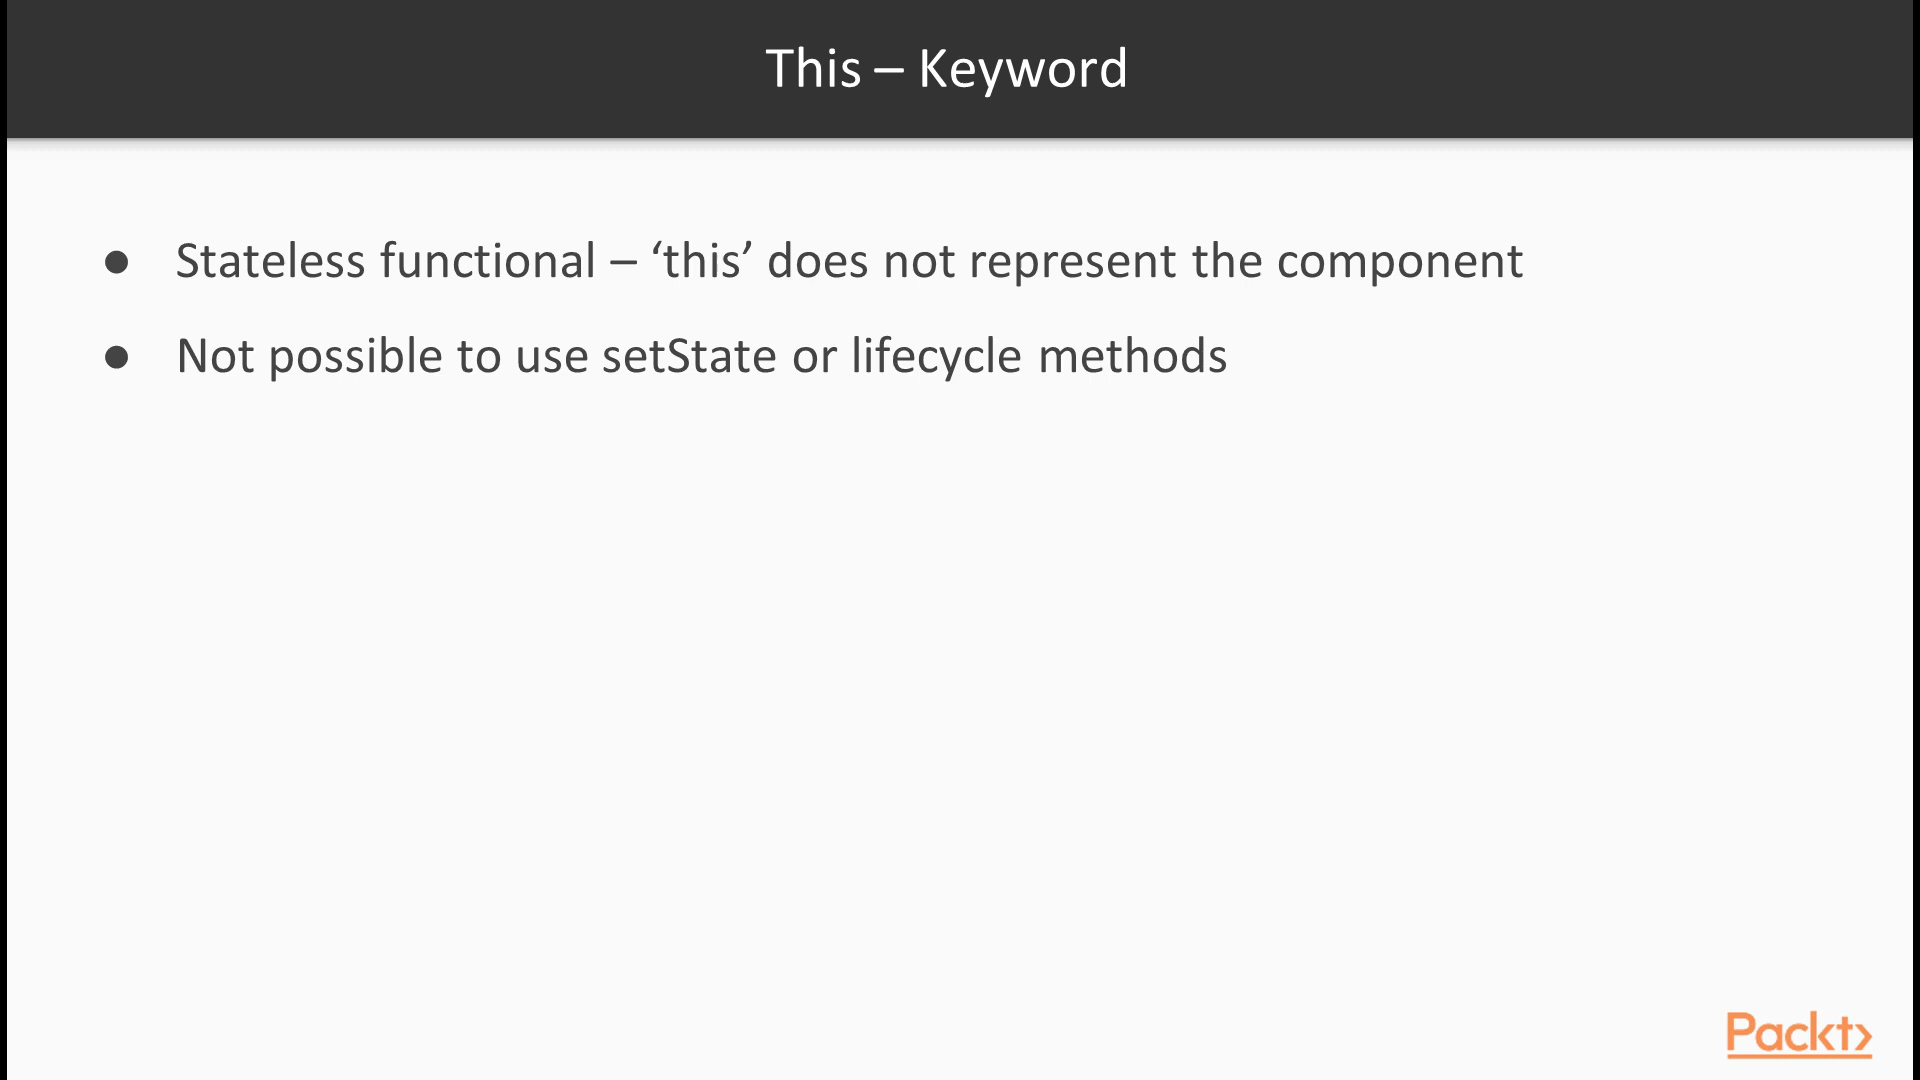 This – Keyword
● Stateless functional – ‘this’ does not represent the component
● Not possible to use setState or lifecycle methods
Packt>